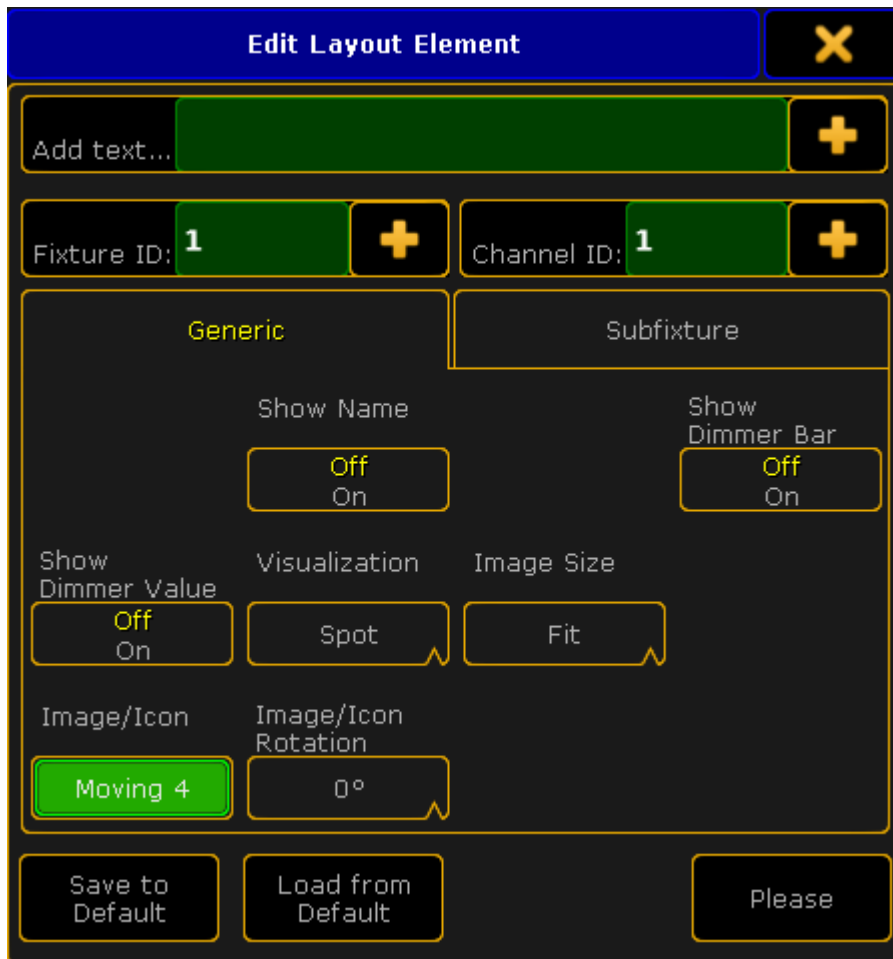 Edit Layout Element
Add text...
Fixture ID: 1
Channel ID: 1
Generic
Subfixture
Show Name
Off
On
Show
Dimmer Bar
Off
On
Show
Dimmer Value
Off
On
Visualization
Spot
Image Size
Fit
Image/Icon
Moving 4
Image/Icon
Rotation
0°
Save to
Default
Load from
Default
Please